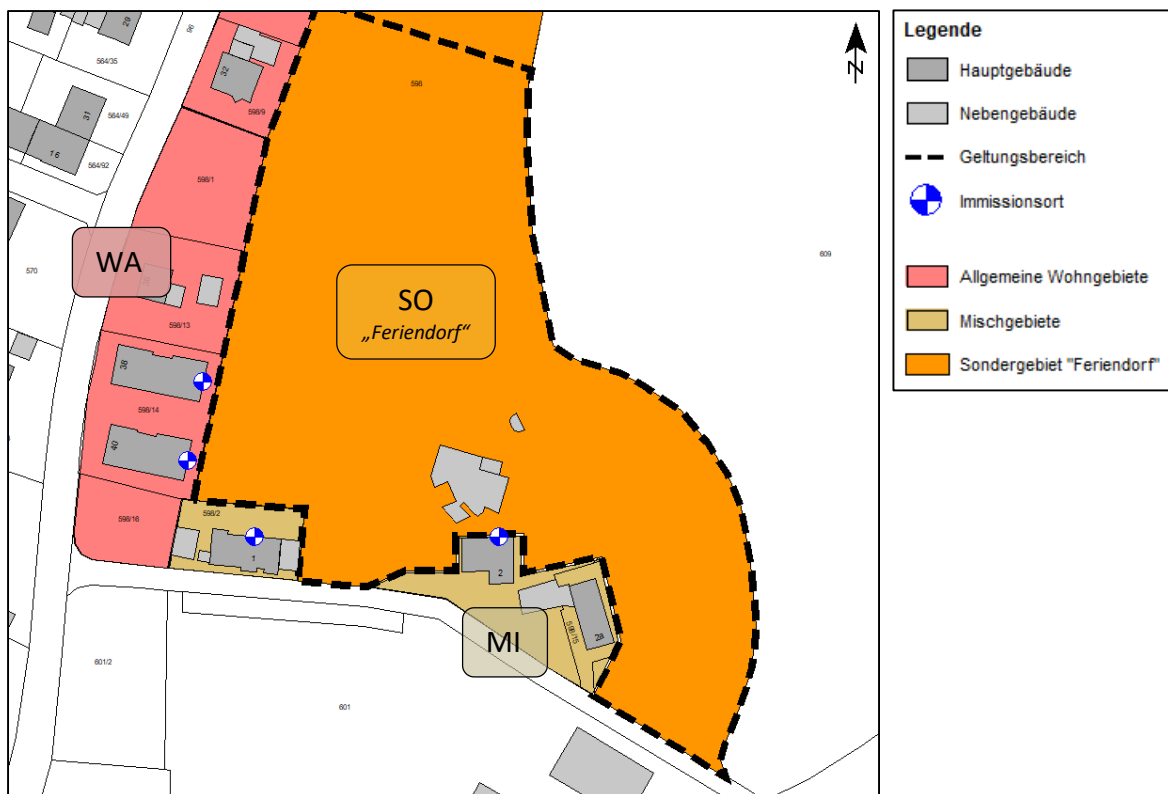 29
96
564/35
32
598
Legende
Hauptgebäude
564/49
31
598/9
Nebengebäude
16
564/92
Geltungsbereich
598/1
Immissionsort
N
WA
609
570
SO
Allgemeine Wohngebiete
„Feriendorf“
598/13
Mischgebiete
38
Sondergebiet "Feriendorf"
598/14
40
598/2
598/16
1
2
MI
598/15
2a
601/2
601